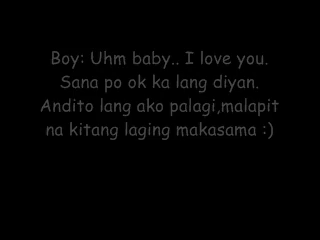 Boy: Uhm baby.. I love you.
Sana po ok ka lang diyan.
Andito lang ako palagi,malapit
na kitang laging makasama :)